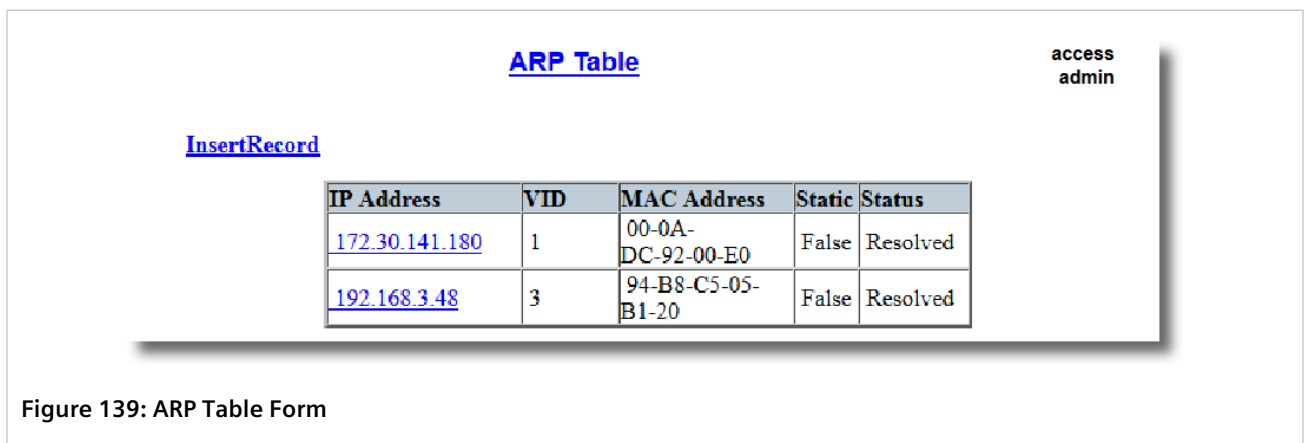 ARP Table
access
admin
InsertRecord
IP Address VID MAC Address Static Status
172.30.141.180 1 00-0A-
DC-92-00-E0 False Resolved
192.168.3.48 3 94-B8-C5-05-
B1-20 False Resolved
Figure 139: ARP Table Form